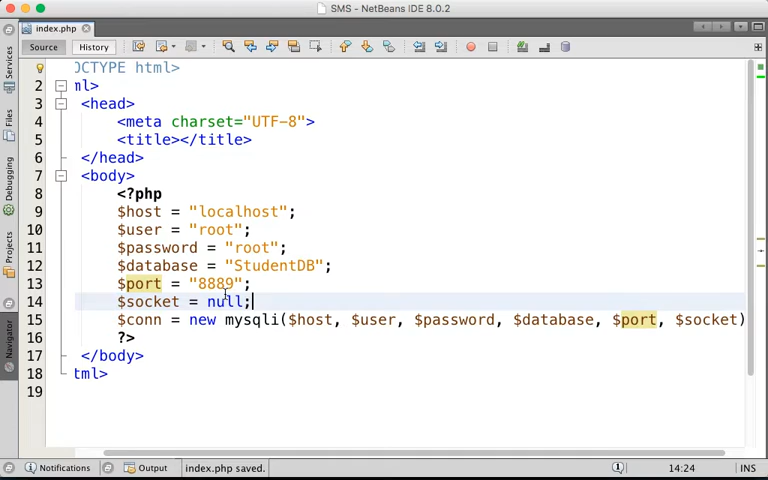 SMS - NetBeans IDE 8.0.2
index.php
Source History
Services
Files
Debugging
Projects
Navigator
OCTYPE html>
2 ml>
3 <head>
4 <meta charset="UTF-8">
5 <title></title>
6 </head>
7 <body>
8 <?php
9 $host = "localhost";
10 $user = "root";
11 $password = "root";
12 $database = "StudentDB";
13 $port = "8889";
14 $socket = null;
15 $conn = new mysqli($host, $user, $password, $database, $port, $socket)
16 ?>
17 </body>
18 tml>
19
Notifications Output index.php saved. 14:24 INS